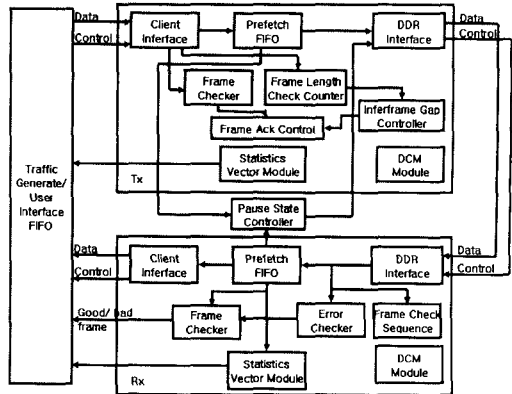 Data
Control
Client
Interface
Prefetch
FIFO
DDR
Interface
Data
Control
Frame
Checker
Frame Length
Check Counter
Inferframe Gap
Controller
Frame Ack Control
Statistics
Vector Module
DCM
Module
Tx
Traffic
Generate/
User
Interface
FIFO
Pause State
Controller
Data
Control
Client
Interface
Prefetch
FIFO
DDR
Interface
Data
Control
Good/ bad
frame
Frame
Checker
Error
Checker
Frame Check
Sequence
Statistics
Vector Module
DCM
Module
Rx